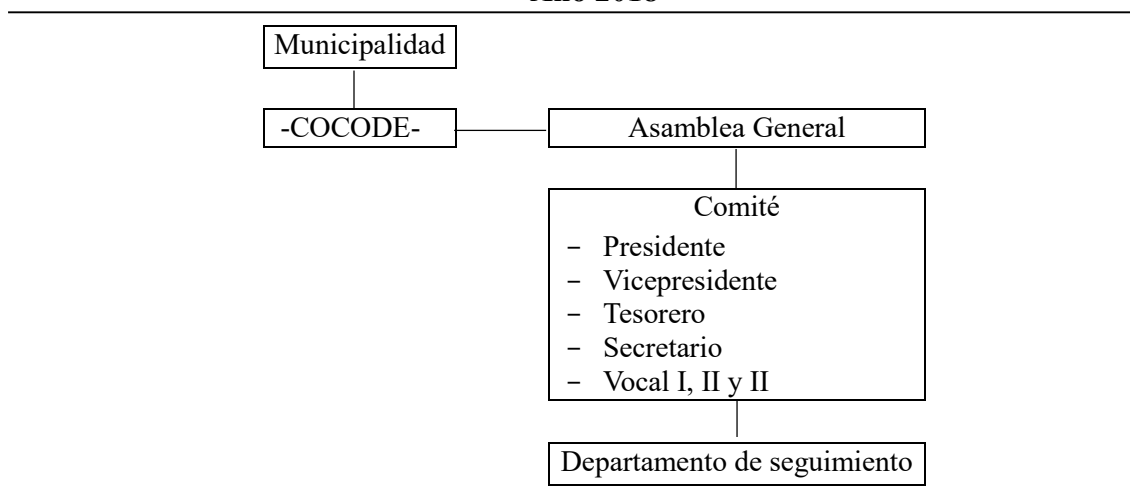 Municipalidad
-COCODE-
Asamblea General
Comité
- Presidente
- Vicepresidente
- Tesorero
- Secretario
- Vocal I, II y II
Departamento de seguimiento